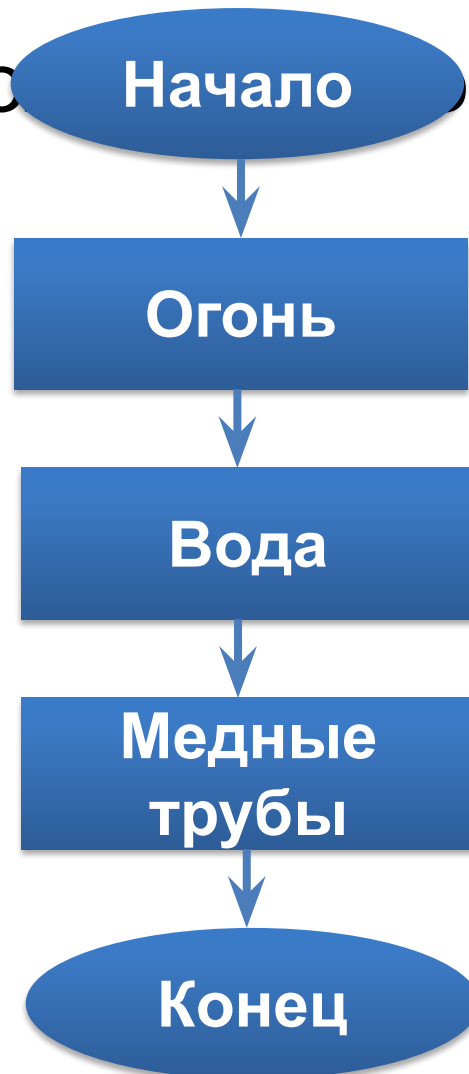 Начало
Огонь
Вода
Медные
трубы
Конец